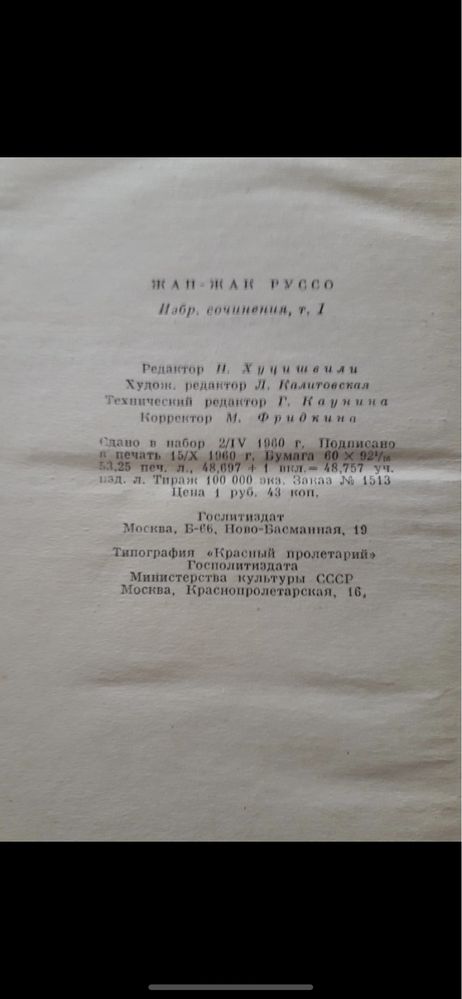 ЖАН-ЖАК РУССО
Избр. сочинения, т. 1
Редактор Н. Хуцишвили
Худож. редактор Л. Калитовская
Технический редактор Г. Каунина
Корректор М. Фридкина
Сдано в набор 2/IV 1960 г. Подписано
в печать 15/X 1960 г. Бумага 60 × 92 1/16
53,25 печ. л., 48,697 + 1 вкл. = 48,757 уч.
изд. л. Тираж 100 000 экз. Заказ № 1513
Цена 1 руб. 43 коп.
Гослитиздат
Москва, Б-66, Ново-Басманная, 19
Типография «Красный пролетарий»
Госполитиздата
Министерства культуры СССР
Москва, Краснопролетарская, 16,